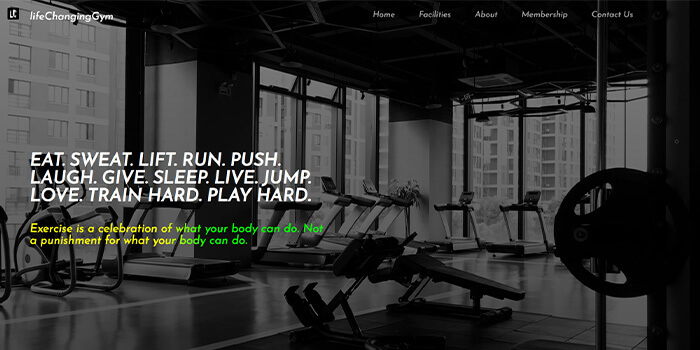 LC
lifeChangingGym
Home Facilities About Membership Contact Us
EAT. SWEAT. LIFT. RUN. PUSH.
LAUGH. GIVE. SLEEP. LIVE. JUMP.
LOVE. TRAIN HARD. PLAY HARD.
Exercise is a celebration of what your body can do. Not
a punishment for what your body can do.